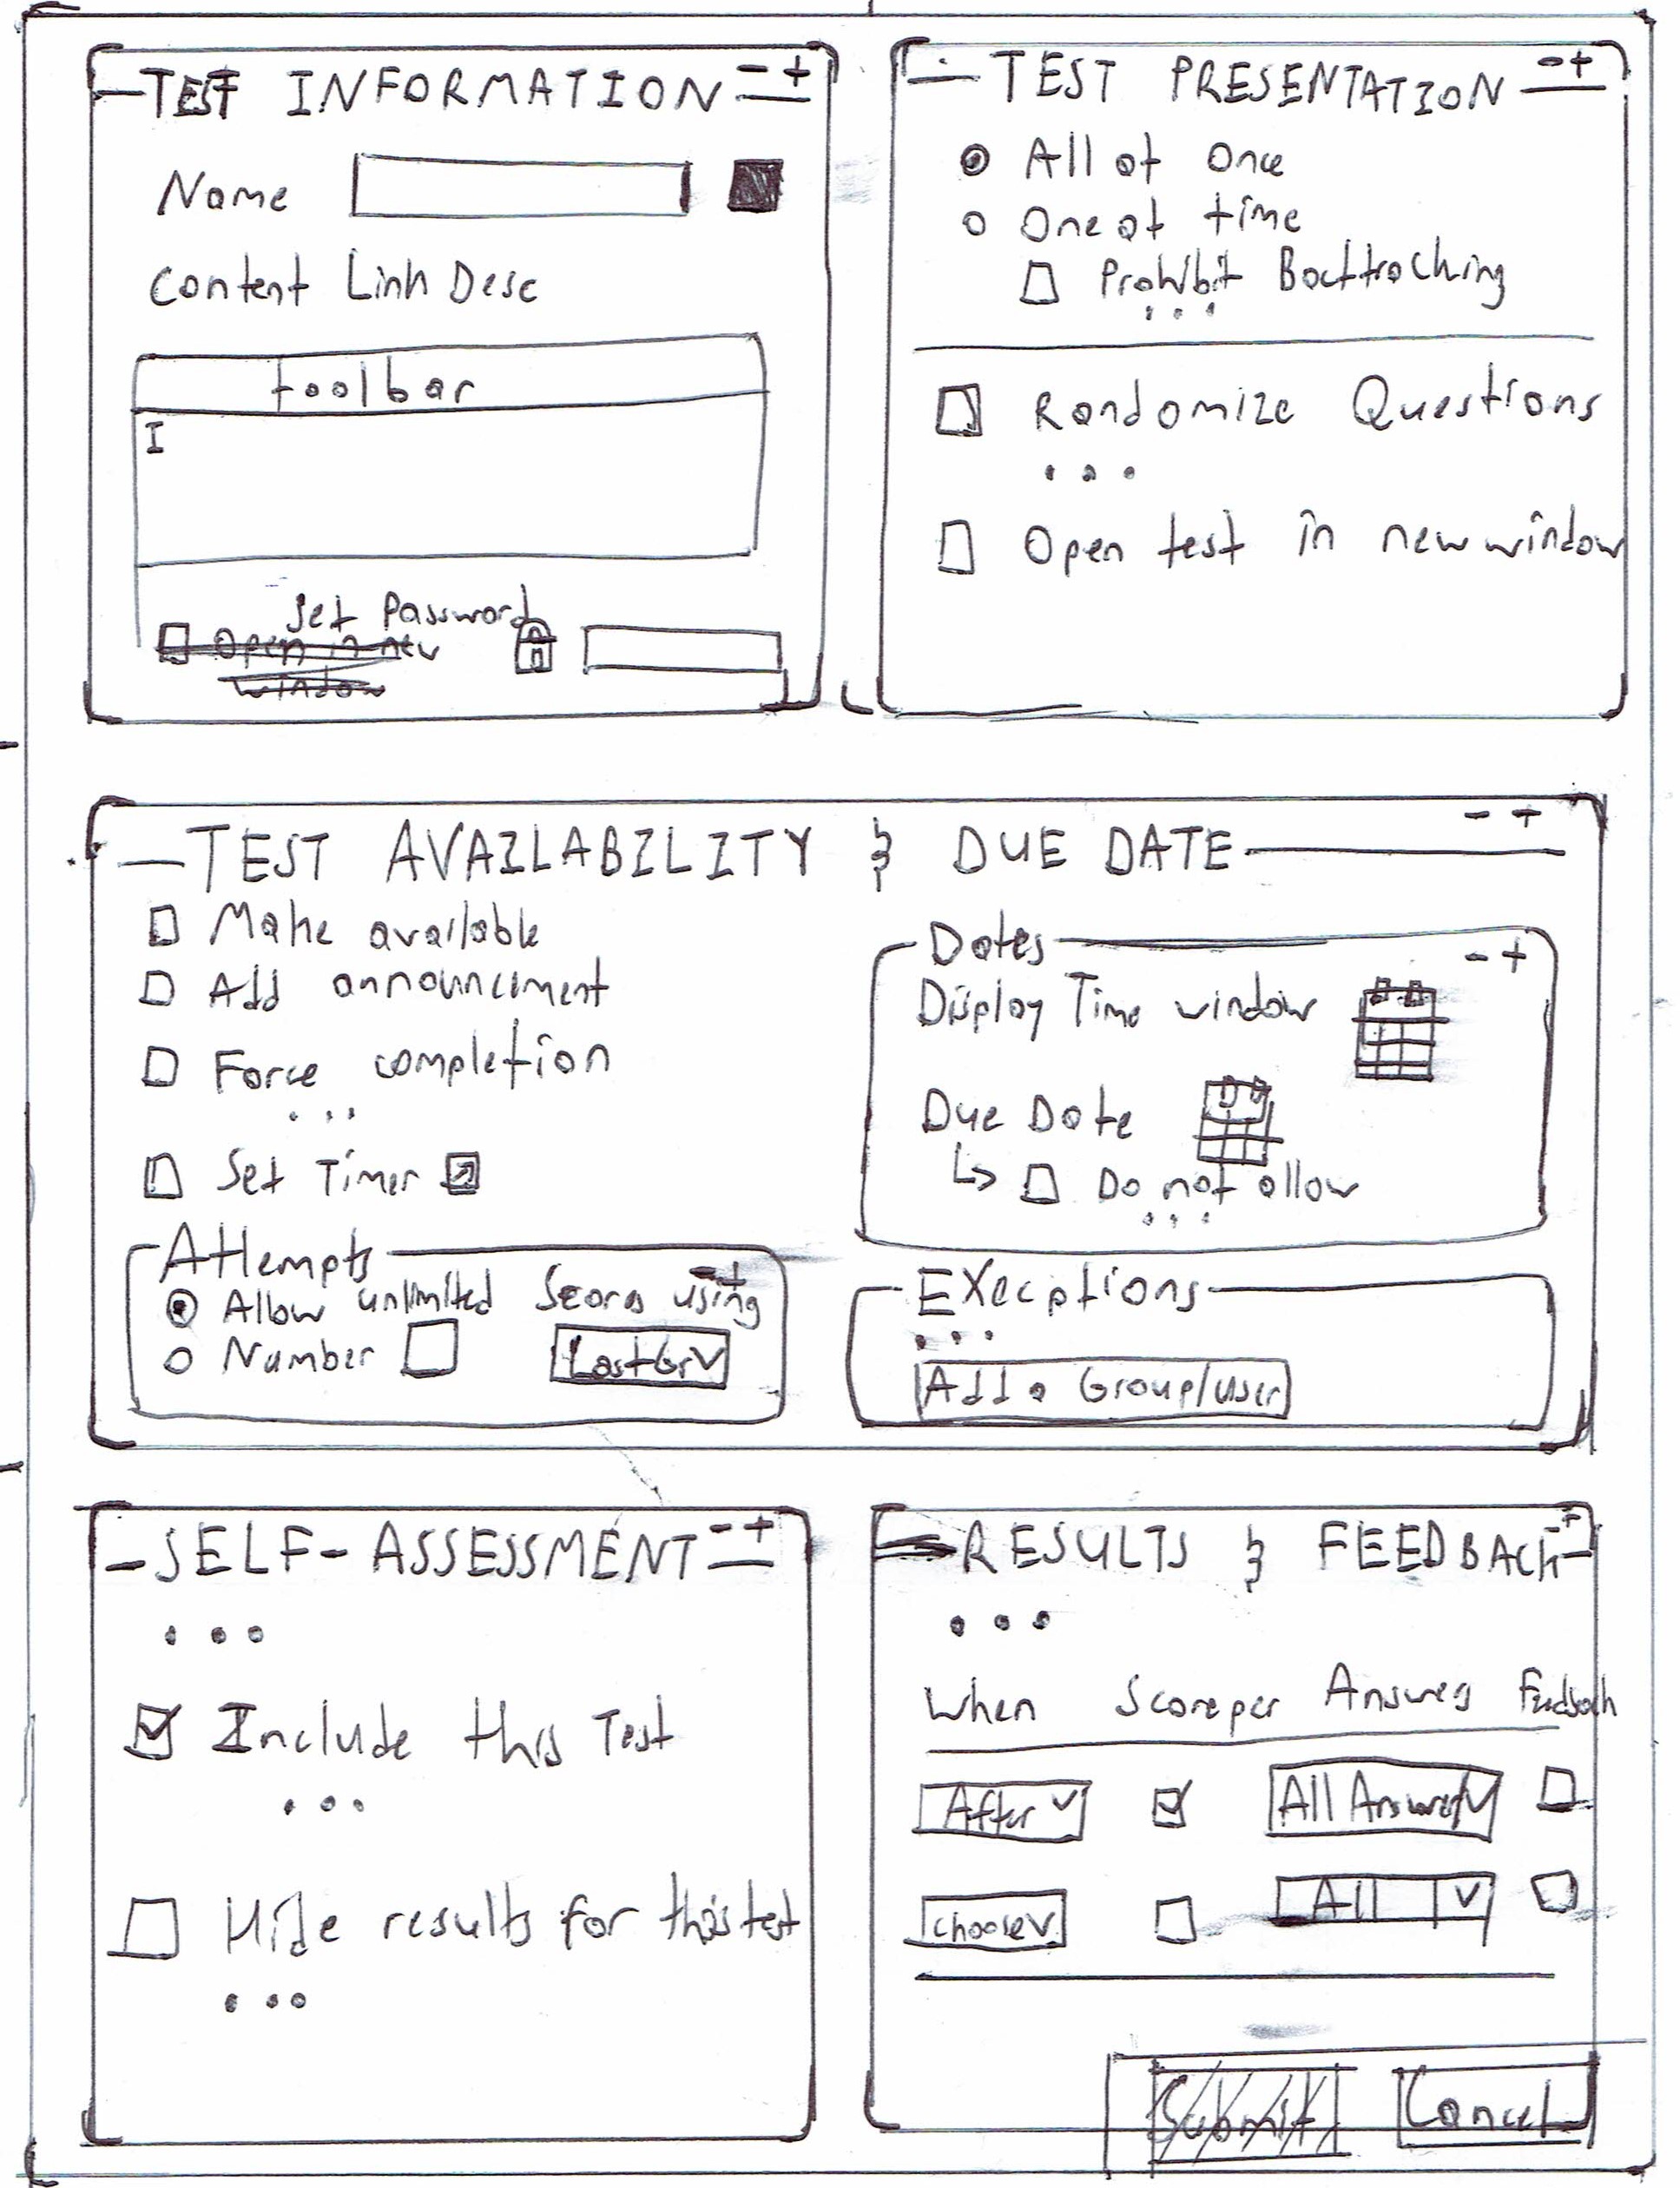 TEST INFORMATION - +
Name
Content Link Desc
toolbar
I
Set Password
Open in new
window
TEST PRESENTATION - +
All at Once
One at time
Prohibit Backtracking
...
Randomize Questions
...
Open test in new window
TEST AVAILABILITY & DUE DATE - +
Make available
Add announcment
Force completion
...
Set Timer
Attempts - +
Allow unlimited Scores using
Number Last Gr V
Dates - +
Display Time window
Due Date
Do not allow
...
Execptions
...
Add a Group/User
SELF-ASSESSMENT - +
...
Include this Test
...
Hide results for this test
...
RESULTS & FEEDBACK - +
...
When Score per Answers Feedback
After V All Answers V
choose V All V
Submit Cancel